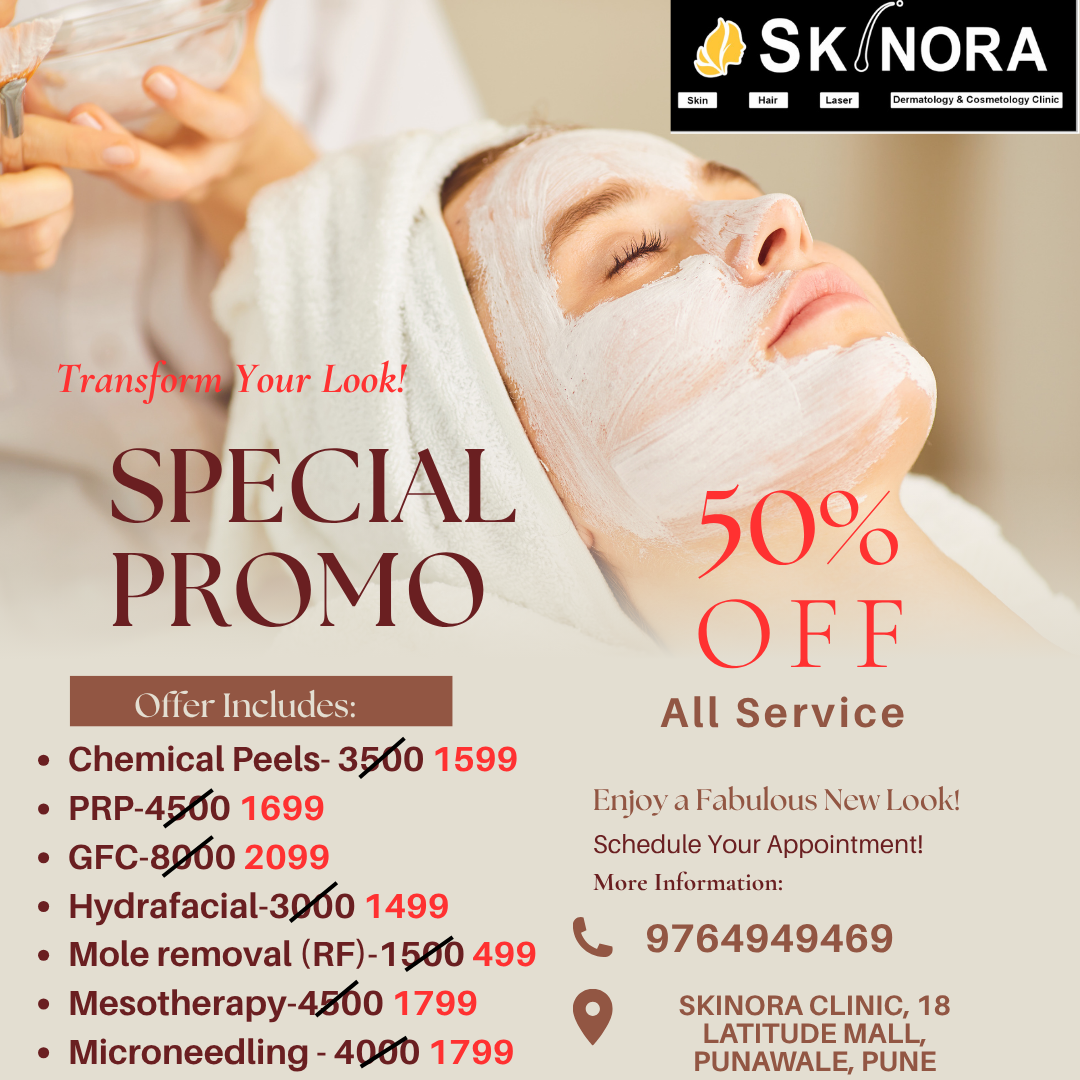 SKINORA
Skin Hair Laser Dermatology & Cosmetology Clinic
Transform Your Look!
SPECIAL
PROMO
50%
OFF
All Service
Offer Includes:
Chemical Peels- 3500 1599
PRP-4500 1699
GFC-8000 2099
Hydrafacial-3000 1499
Mole removal (RF)-1500 499
Mesotherapy-4500 1799
Microneedling - 4000 1799
Enjoy a Fabulous New Look!
Schedule Your Appointment!
More Information:
9764949469
SKINORA CLINIC, 18
LATITUDE MALL,
PUNAWALE, PUNE